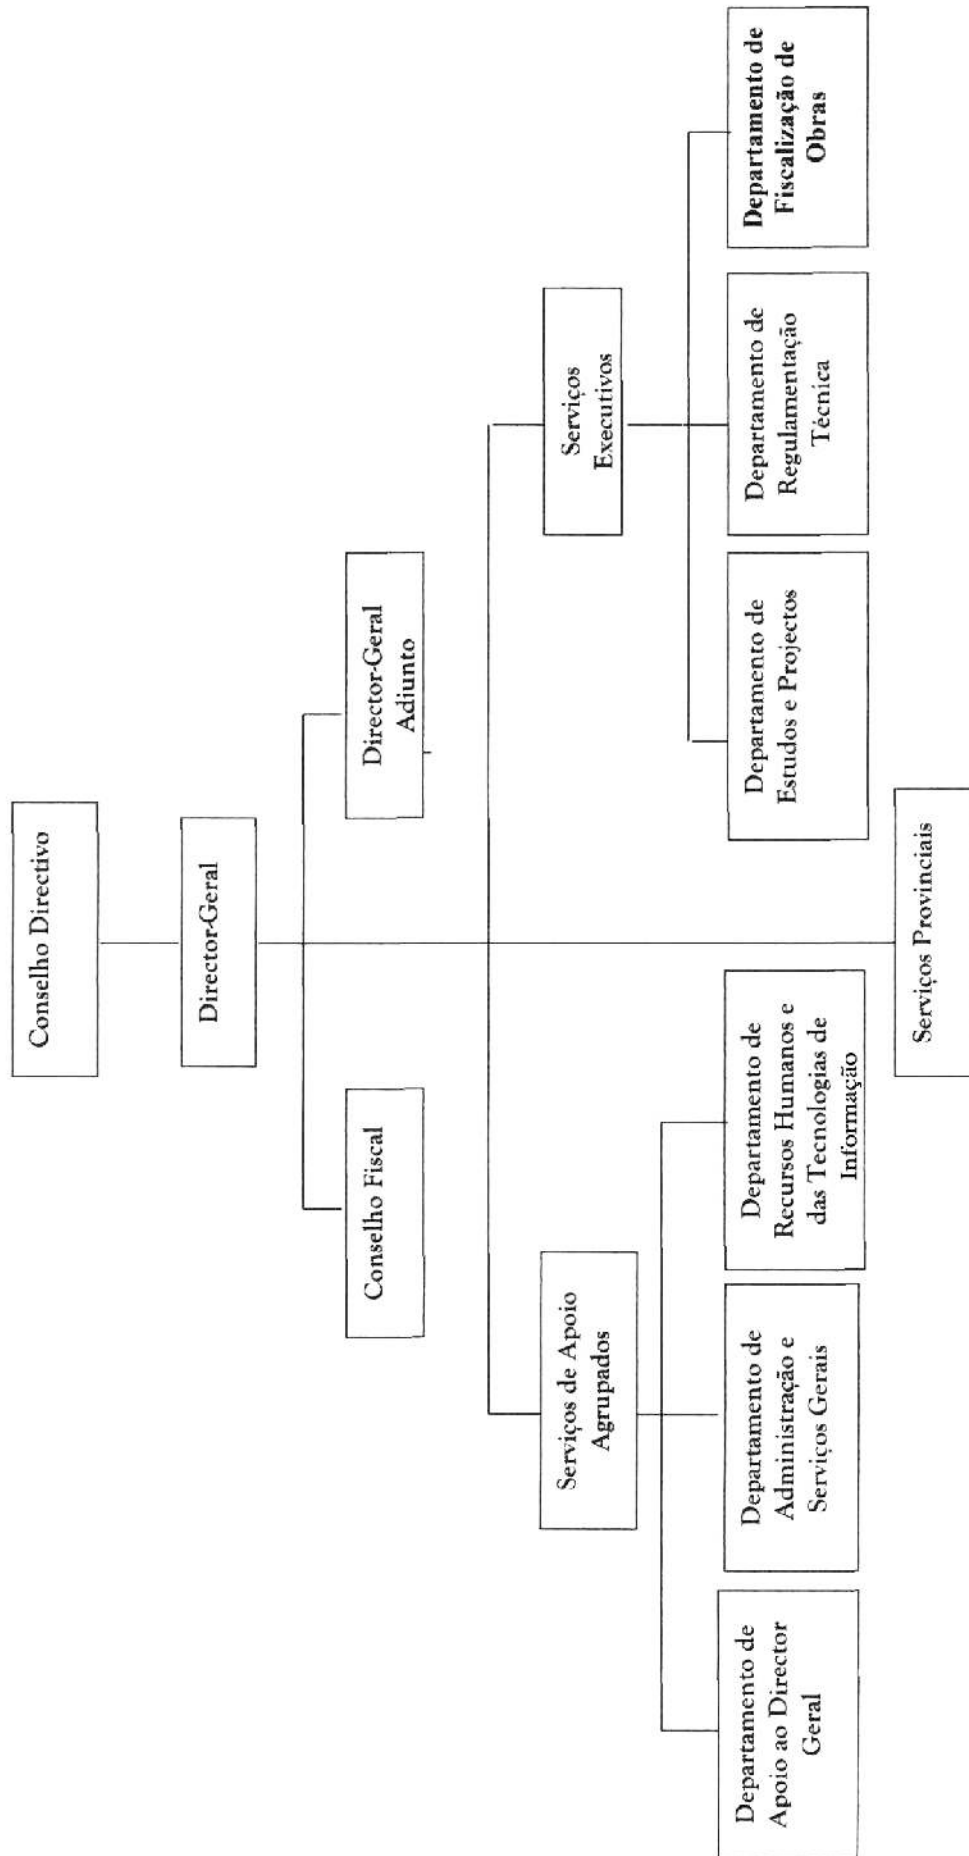 Conselho Directivo
Director-Geral
Conselho Fiscal
Director-Geral
Adiunto
Serviços de Apoio
Agrupados
Serviços
Executivos
Departamento de
Apoio ao Director
Geral
Departamento de
Administração e
Serviços Gerais
Departamento de
Recursos Humanos e
das Tecnologias de
Informação
Departamento de
Estudos e Projectos
Departamento de
Regulamentação
Técnica
Departamento de
Fiscalização de
Obras
Serviços Provinciais